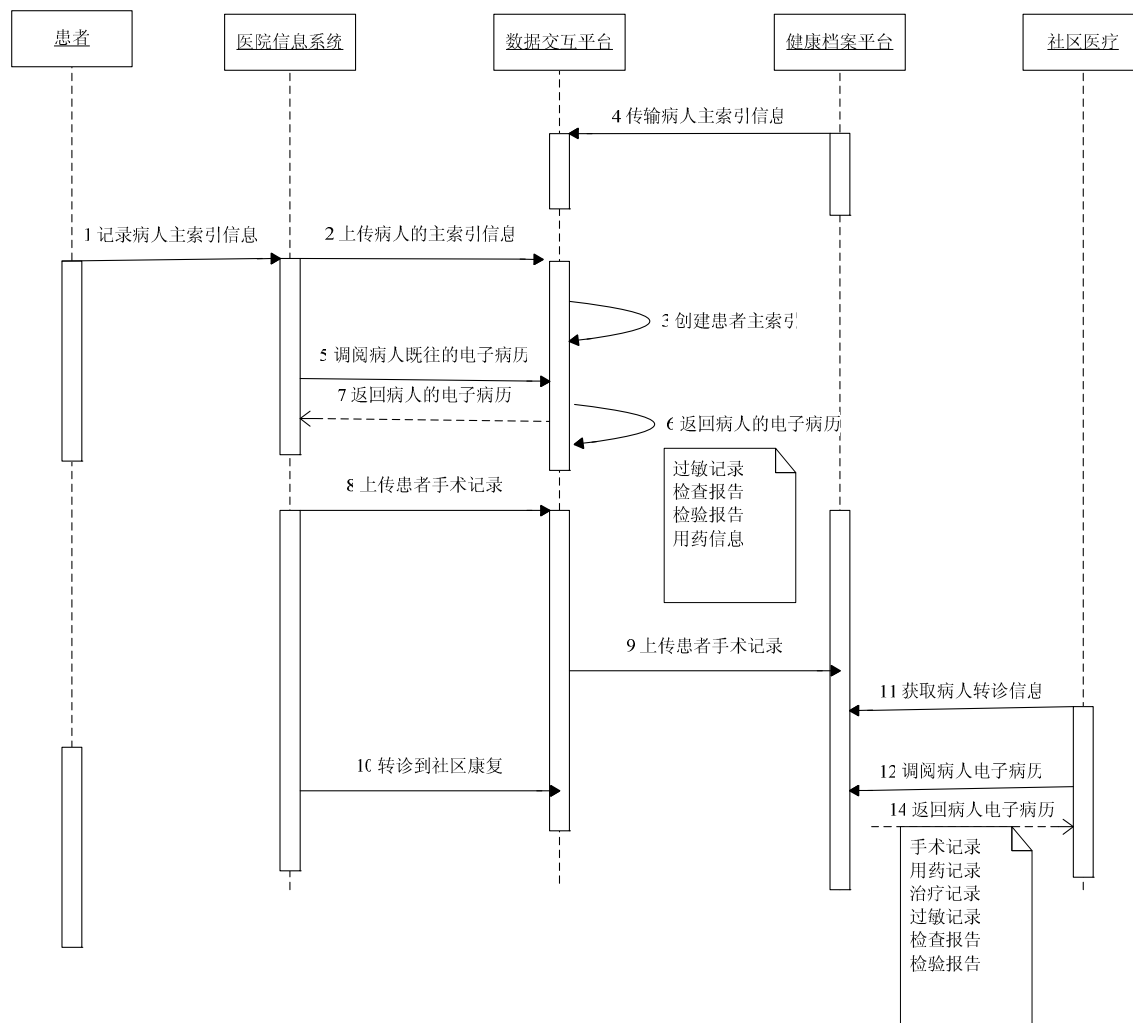 患者
医院信息系统
数据交互平台
健康档案平台
社区医疗
4 传输病人主索引信息
1 记录病人主索引信息
2 上传病人的主索引信息
3 创建患者主索引
5 调阅病人既往的电子病历
7 返回病人的电子病历
6 返回病人的电子病历
过敏记录
检查报告
检验报告
用药信息
8 上传患者手术记录
9 上传患者手术记录
11 获取病人转诊信息
10 转诊到社区康复
12 调阅病人电子病历
14 返回病人电子病历
手术记录
用药记录
治疗记录
过敏记录
检查报告
检验报告